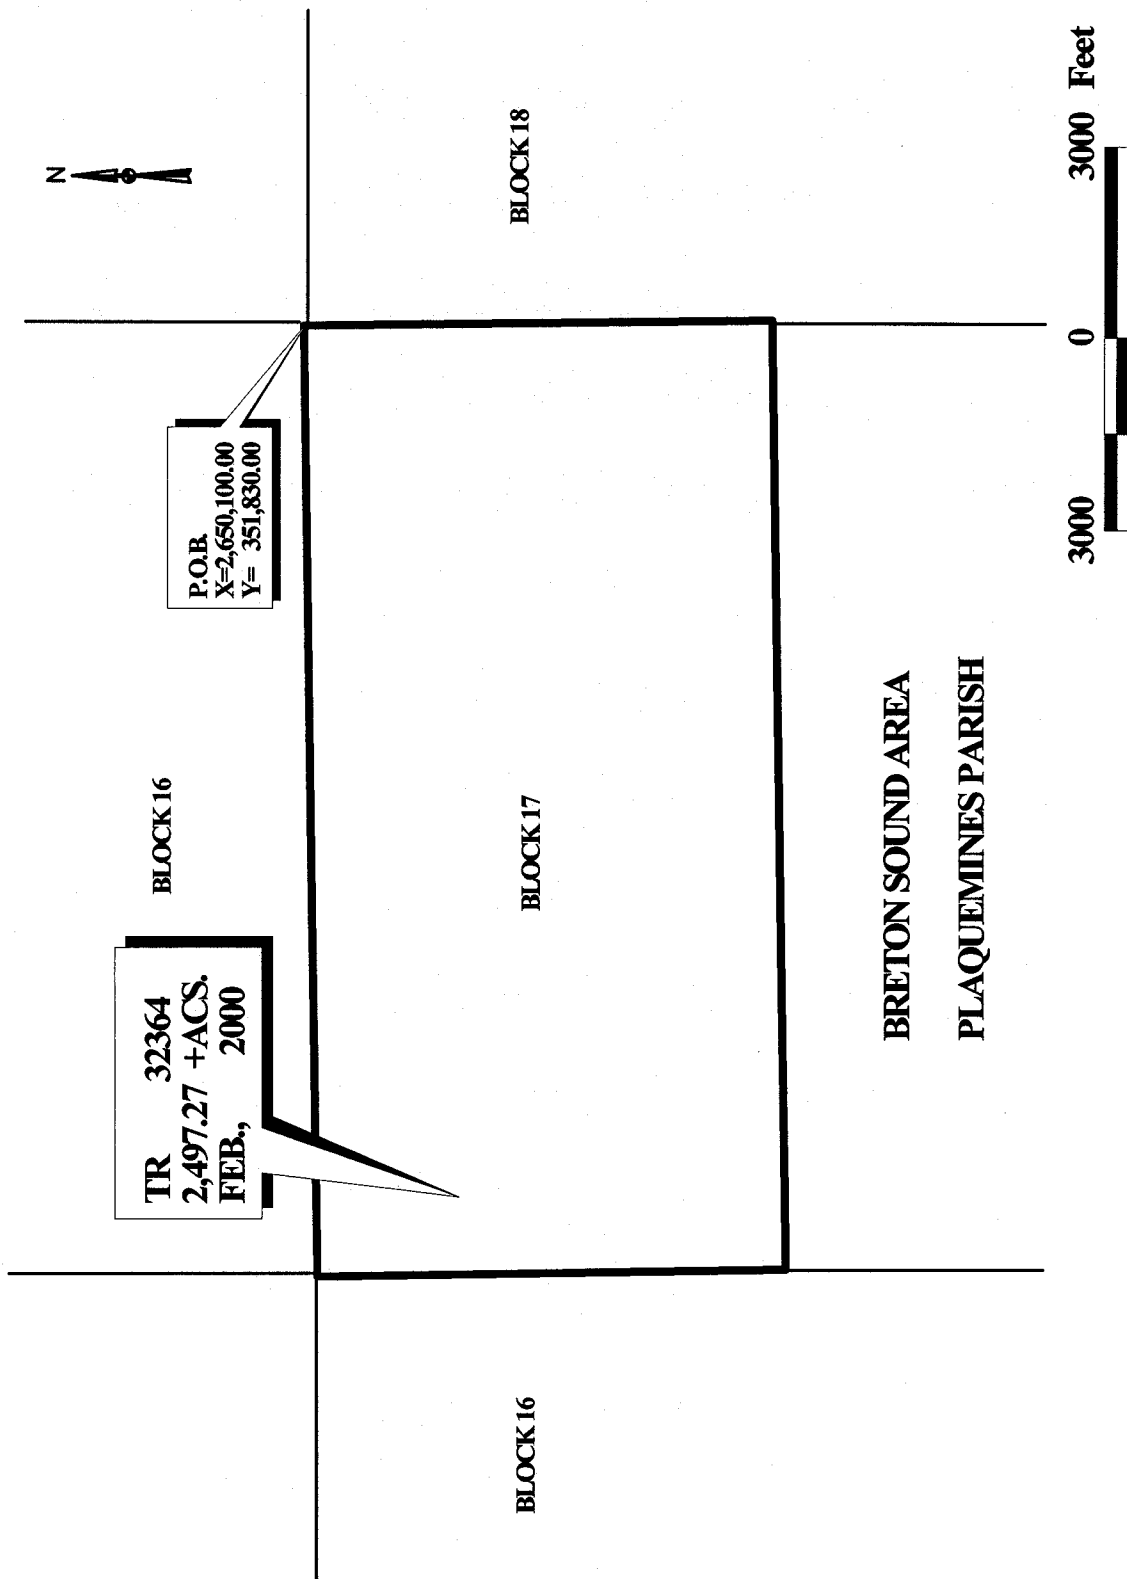 TR 32364
2,497.27 +ACS.
FEB., 2000
BLOCK 16
P.O.B.
X=2,650,100.00
Y= 351,830.00
N
BLOCK 16
BLOCK 17
BLOCK 18
BRETON SOUND AREA
PLAQUEMINES PARISH
3000 0 3000 Feet